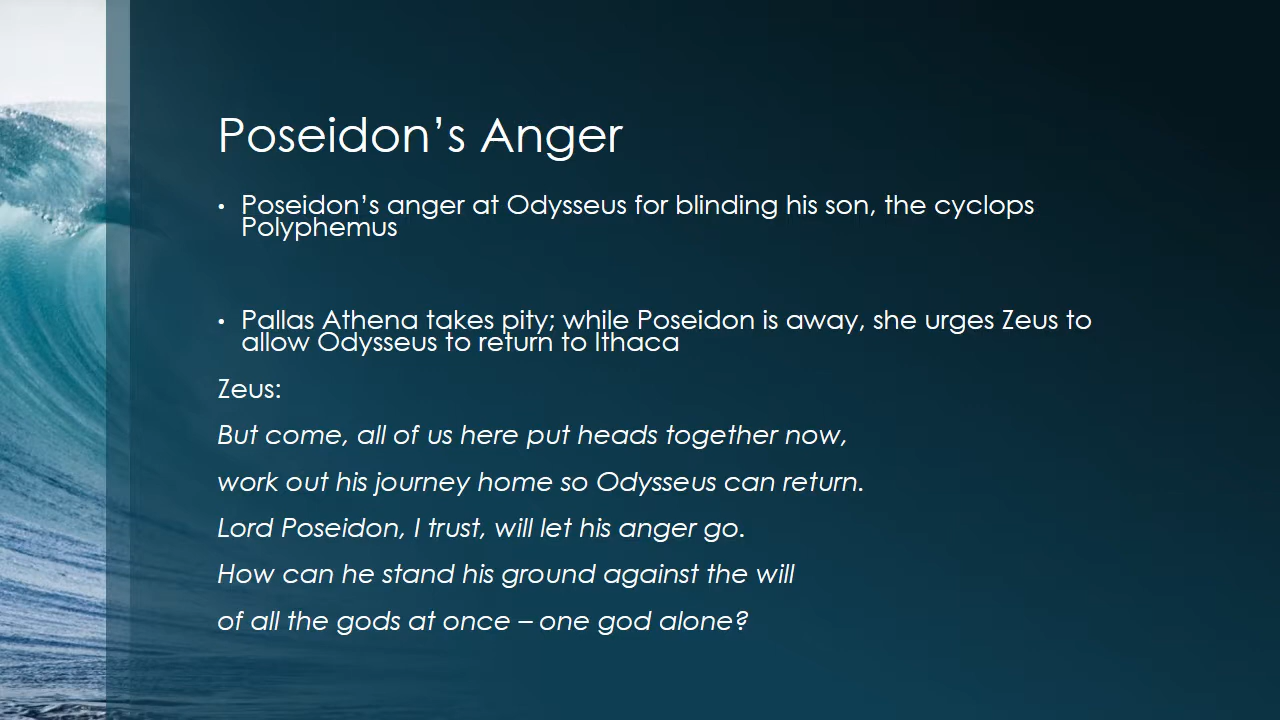 Poseidon’s Anger
• Poseidon’s anger at Odysseus for blinding his son, the cyclops
Polyphemus
• Pallas Athena takes pity; while Poseidon is away, she urges Zeus to
allow Odysseus to return to Ithaca
Zeus:
But come, all of us here put heads together now,
work out his journey home so Odysseus can return.
Lord Poseidon, I trust, will let his anger go.
How can he stand his ground against the will
of all the gods at once – one god alone?